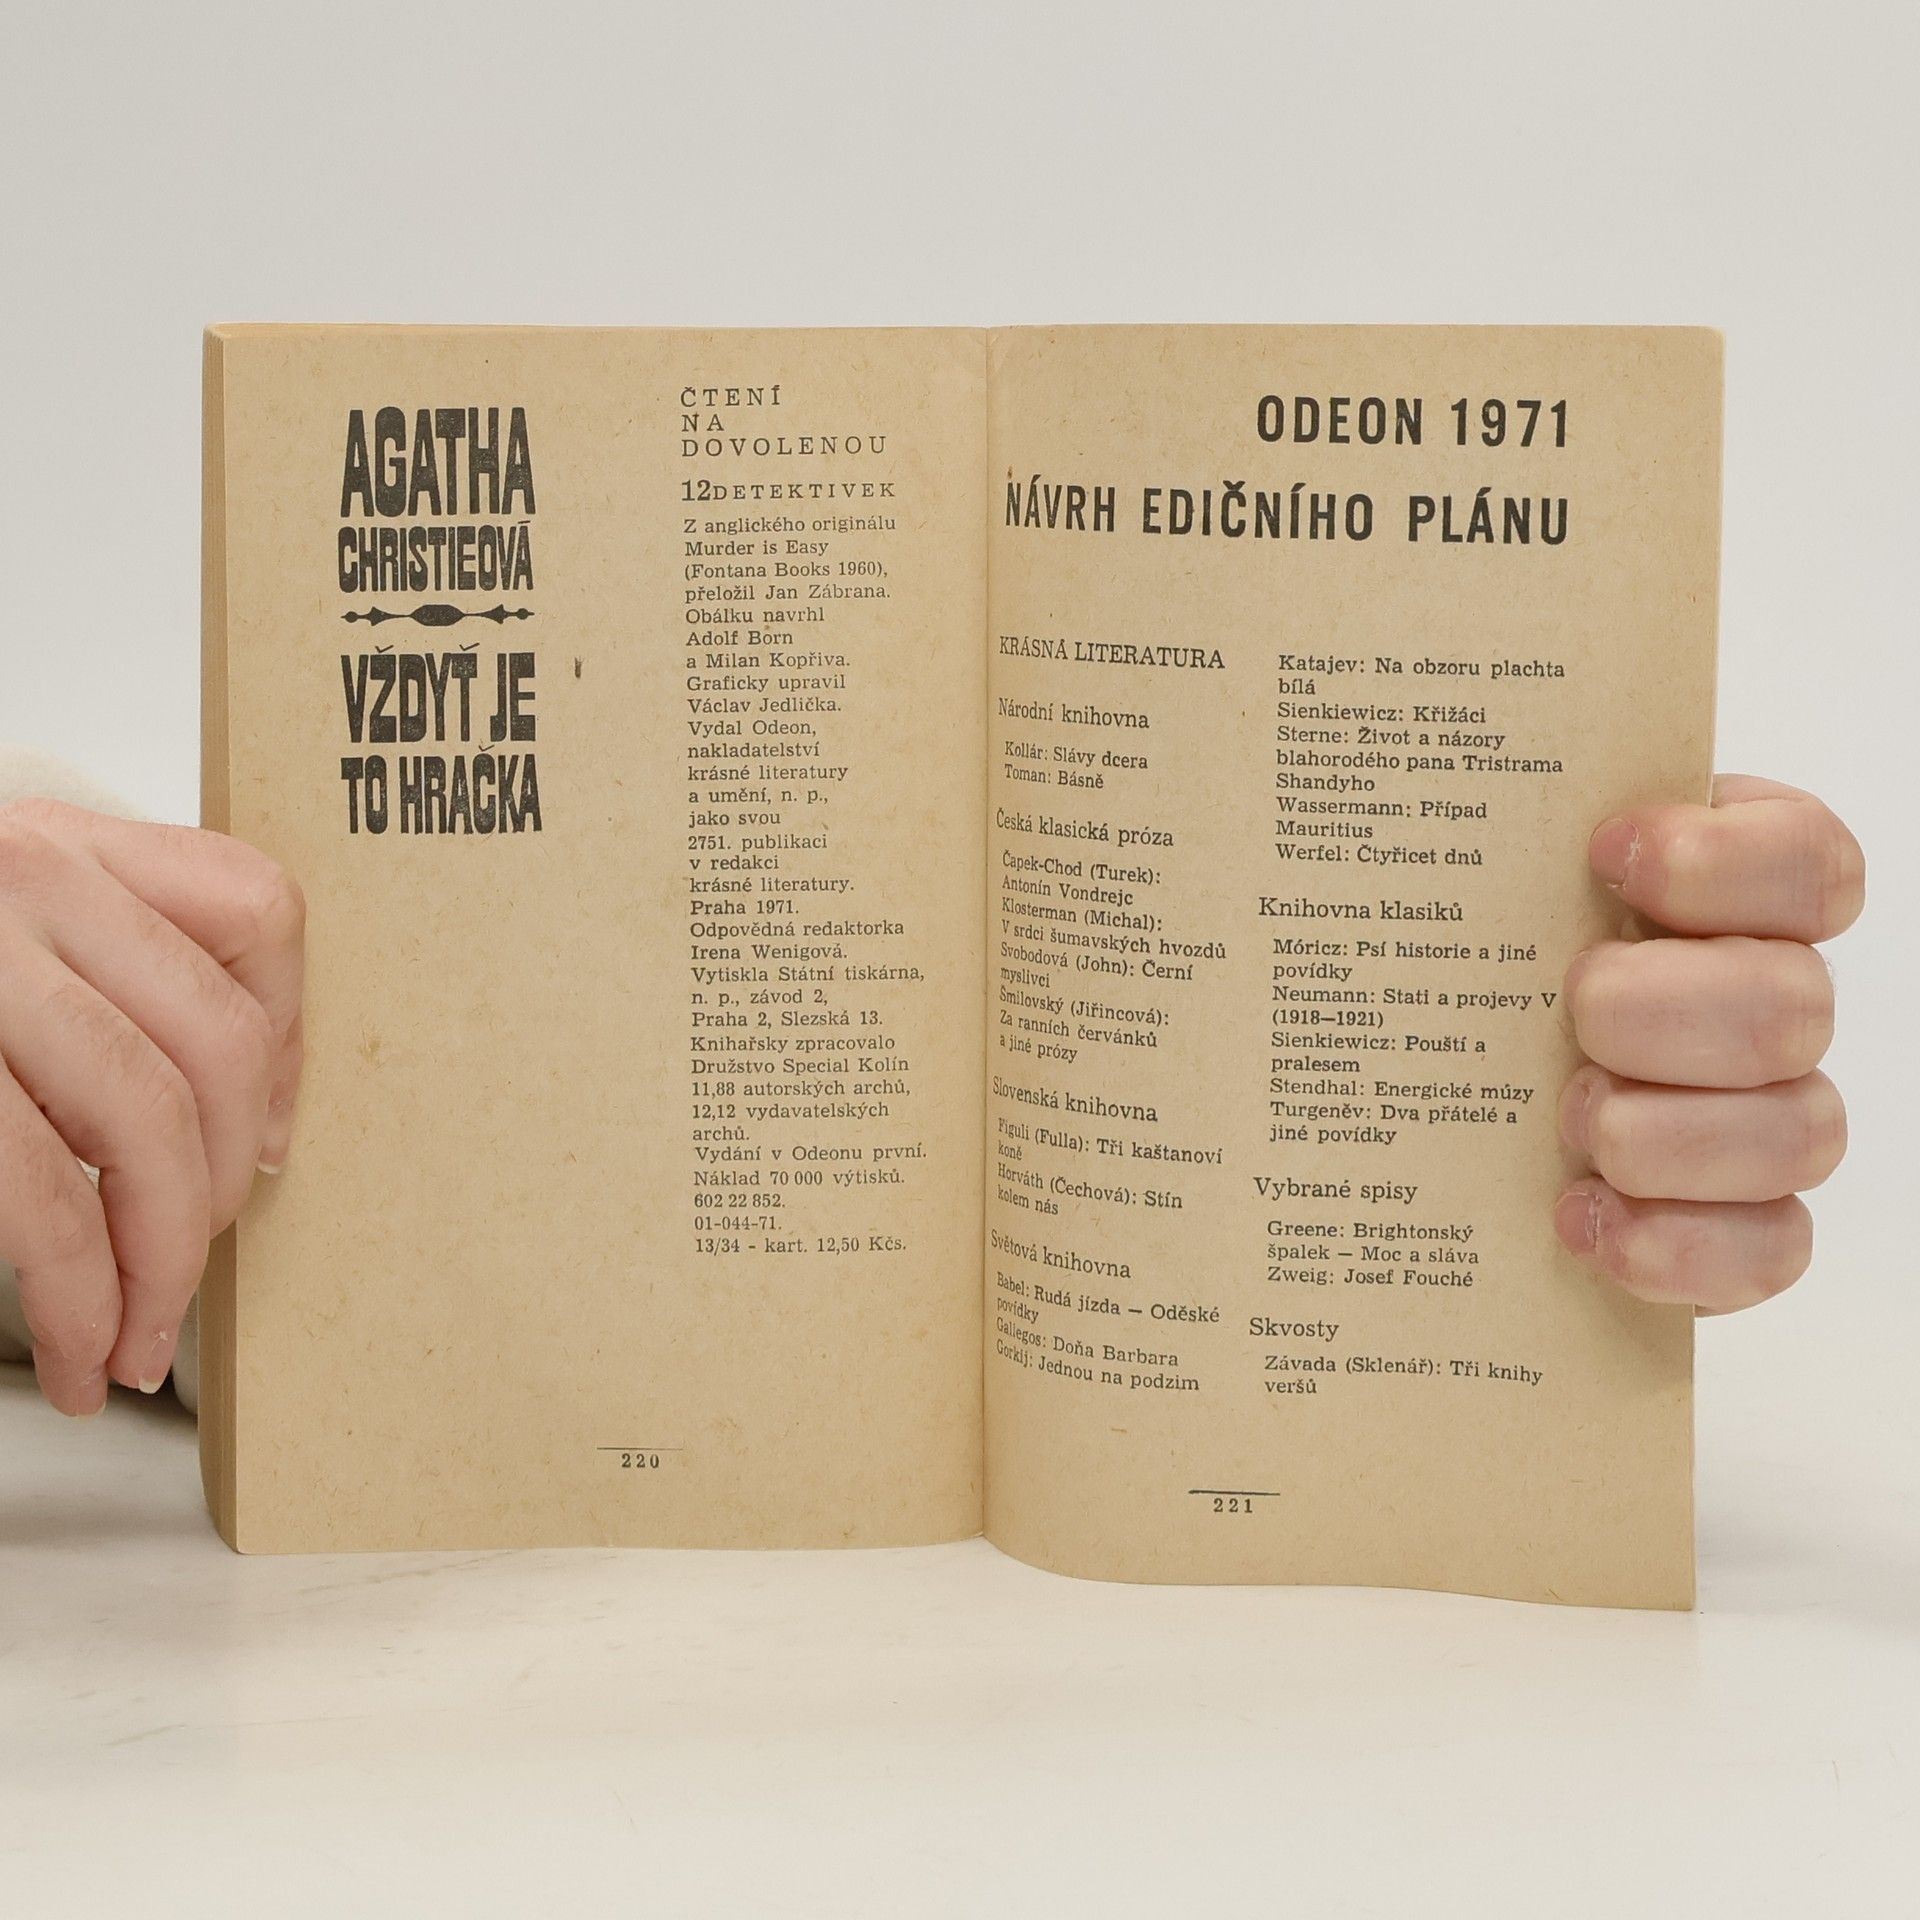 AGATHA
CHRISTIEOVÁ
VŽDYŤ JE
TO HRAČKA
ČTENÍ
NA
DOVOLENOU
12 DETEKTIVEK
Z anglického originálu
Murder is Easy
(Fontana Books 1960),
přeložil Jan Zábrana.
Obálku navrhl
Adolf Born
a Milan Kopřiva.
Graficky upravil
Václav Jedlička.
Vydal Odeon,
nakladatelství
krásné literatury
a umění, n. p.,
jako svou
2751. publikaci
v redakci
krásné literatury.
Praha 1971.
Odpovědná redaktorka
Irena Wenigová.
Vytiskla Státní tiskárna,
n. p., závod 2,
Praha 2, Slezská 13.
Knihařsky zpracovalo
Družstvo Special Kolín
11,88 autorských archů,
12,12 vydavatelských
archů.
Vydání v Odeonu první.
Náklad 70 000 výtisků.
602 22 852.
01-044-71.
13/34 - kart. 12,50 Kčs.
220
ODEON 1971
NÁVRH EDIČNÍHO PLÁNU
KRÁSNÁ LITERATURA
Národní knihovna
Kollár: Slávy dcera
Toman: Básně
Česká klasická próza
Čapek-Chod (Turek):
Antonín Vondrejc
Klosterman (Michal):
V srdci šumavských hvozdů
Svobodová (John): Černí
myslivci
Šmilovský (Jiřincová):
Za ranních červánků
a jiné prózy
Slovenská knihovna
Figuli (Fulla): Tři kaštanoví
koně
Horváth (Čechová): Stín
kolem nás
Světová knihovna
Babel: Rudá jízda — Oděské
povídky
Gallegos: Doňa Barbara
Gorkij: Jednou na podzim
Katajev: Na obzoru plachta
bílá
Sienkiewicz: Křižáci
Sterne: Život a názory
blahorodého pana Tristrama
Shandyho
Wassermann: Případ
Mauritius
Werfel: Čtyřicet dnů
Knihovna klasiků
Móricz: Psí historie a jiné
povídky
Neumann: Stati a projevy V
(1918—1921)
Sienkiewicz: Pouští a
pralesem
Stendhal: Energické múzy
Turgeněv: Dva přátelé a
jiné povídky
Vybrané spisy
Greene: Brightonský
špalek — Moc a sláva
Zweig: Josef Fouché
Skvosty
Závada (Sklenář): Tři knihy
veršů
221